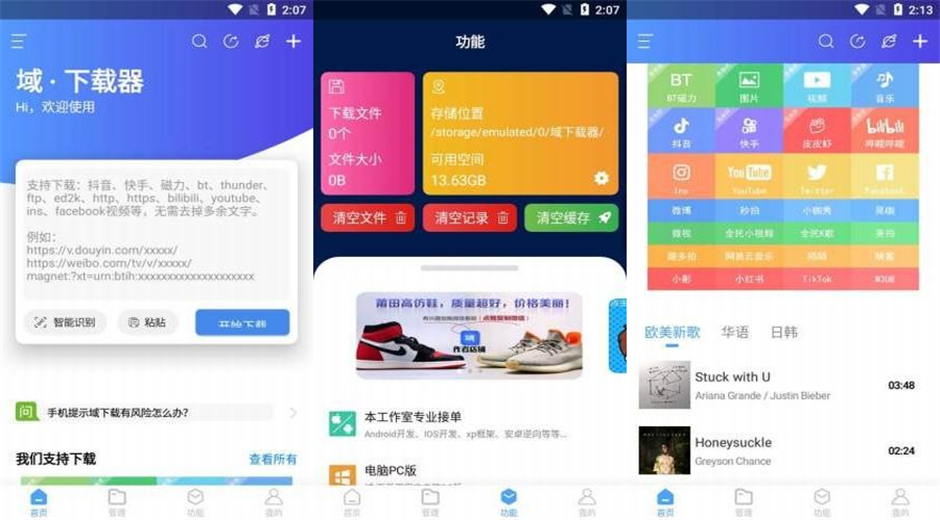 2:07
域 · 下载器
Hi，欢迎使用
支持下载：抖音、快手、磁力、bt、thunder、
ftp、ed2k、http、https、bilibili、youtube、
ins、facebook视频等，无需去掉多余文字。
例如：
https://v.douyin.com/xxxxx/
https://weibo.com/tv/v/xxxxx/
magnet:?xt=urn:btih:xxxxxxxxxxxxxxxxxxxx
智能识别
粘贴
开始下载
问
手机提示域下载有风险怎么办?
我们支持下载
查看所有
首页
管理
功能
我的
2:07
功能
下载文件
0个
文件大小
0B
存储位置
/storage/emulated/0/域下载器/
可用空间
13.63GB
清空文件
清空记录
清空缓存
莆田高仿鞋，质量超好，价格美丽！
作者店铺
本工作室专业接单
Android开发、IOS开发、xp框架、安卓逆向等等...
电脑PC版
首页
管理
功能
我的
2:13
BT
BT磁力
图片
视频
音乐
抖音
快手
皮皮虾
bilibili
哔哩哔哩
Ins
YouTube
YouTube
Twitter
Facebook
微博
秒拍
小咖秀
晃咖
微视
全民小视频
全民K歌
美拍
趣多拍
网易云音乐
陌陌
映客
小影
小红书
TikTok
欧美新歌
华语
日韩
Stuck with U
Ariana Grande / Justin Bieber
03:48
Honeysuckle
Greyson Chance
02:24
首页
管理
功能
我的